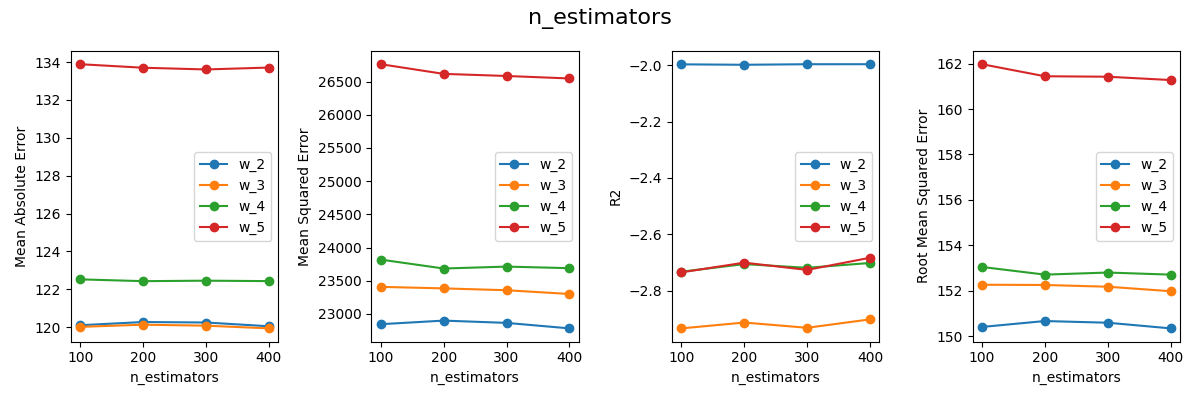 n_estimators
Mean Absolute Error
134
132
130
128
126
124
122
120
100 200 300 400
n_estimators
w_2
w_3
w_4
w_5
Mean Squared Error
26500
26000
25500
25000
24500
24000
23500
23000
100 200 300 400
n_estimators
w_2
w_3
w_4
w_5
R2
−2.0
−2.2
−2.4
−2.6
−2.8
100 200 300 400
n_estimators
w_2
w_3
w_4
w_5
Root Mean Squared Error
162
160
158
156
154
152
150
100 200 300 400
n_estimators
w_2
w_3
w_4
w_5